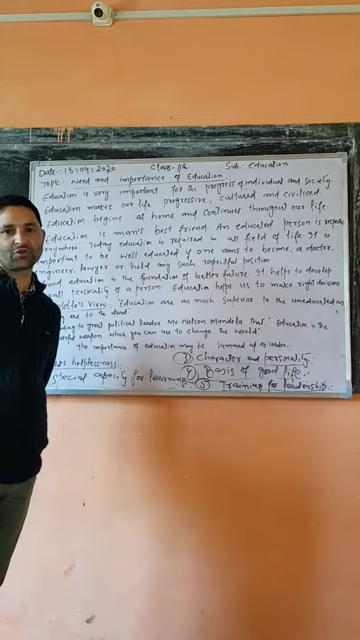 Date:- 13-04-2020 Class- 11th Sub:- Education
Topic:- Need and importance of Education
Education is very important for the progress of individual and society.
Education makes our life progressive, cultured and civilised.
Education begins at home and continues througout our life.
Education is man's best friend. An educated person is respected
everywhere. Today education is required in all field of life. It is
important to be well educated if one aims to become, a doctor,
engineer, lawyer or hold any such respectful position
Good education is the foundation of better future. It helps to develop
all personality of a person. Education helps us to make right decisions
View:- "Education are as much superior to the uneducated as
are to the dead"
to great political leader Mr Nelson Mandela that "Education is the
weapon which you can use to change the world"
The importance of education may be summed up as under.
helplessness:- (3) Character and personality:-
Special capacity for learning:- (4) Basis of good life:-
(5) Training for leadership:-